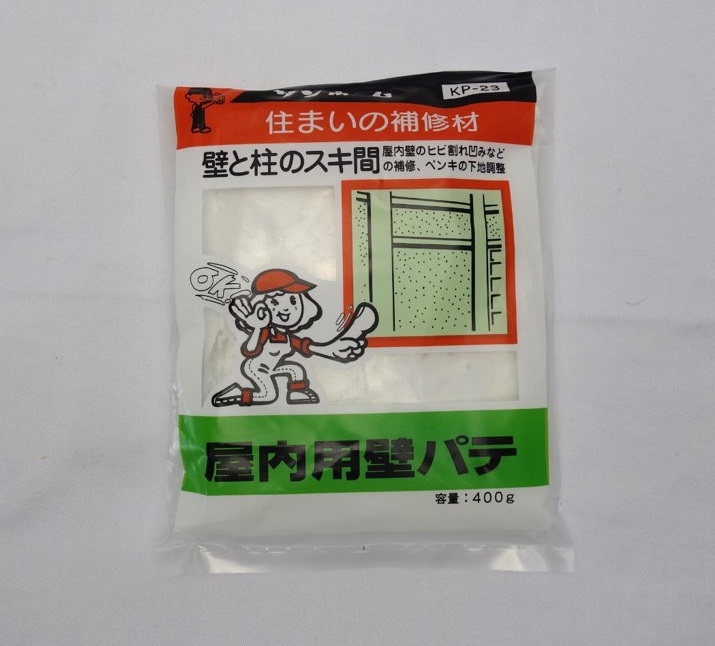 KP-23
住まいの補修材
壁と柱のスキ間
屋内壁のヒビ割れ凹みなど
の補修、ペンキの下地調整
OK!
屋内用壁パテ
容量：400g